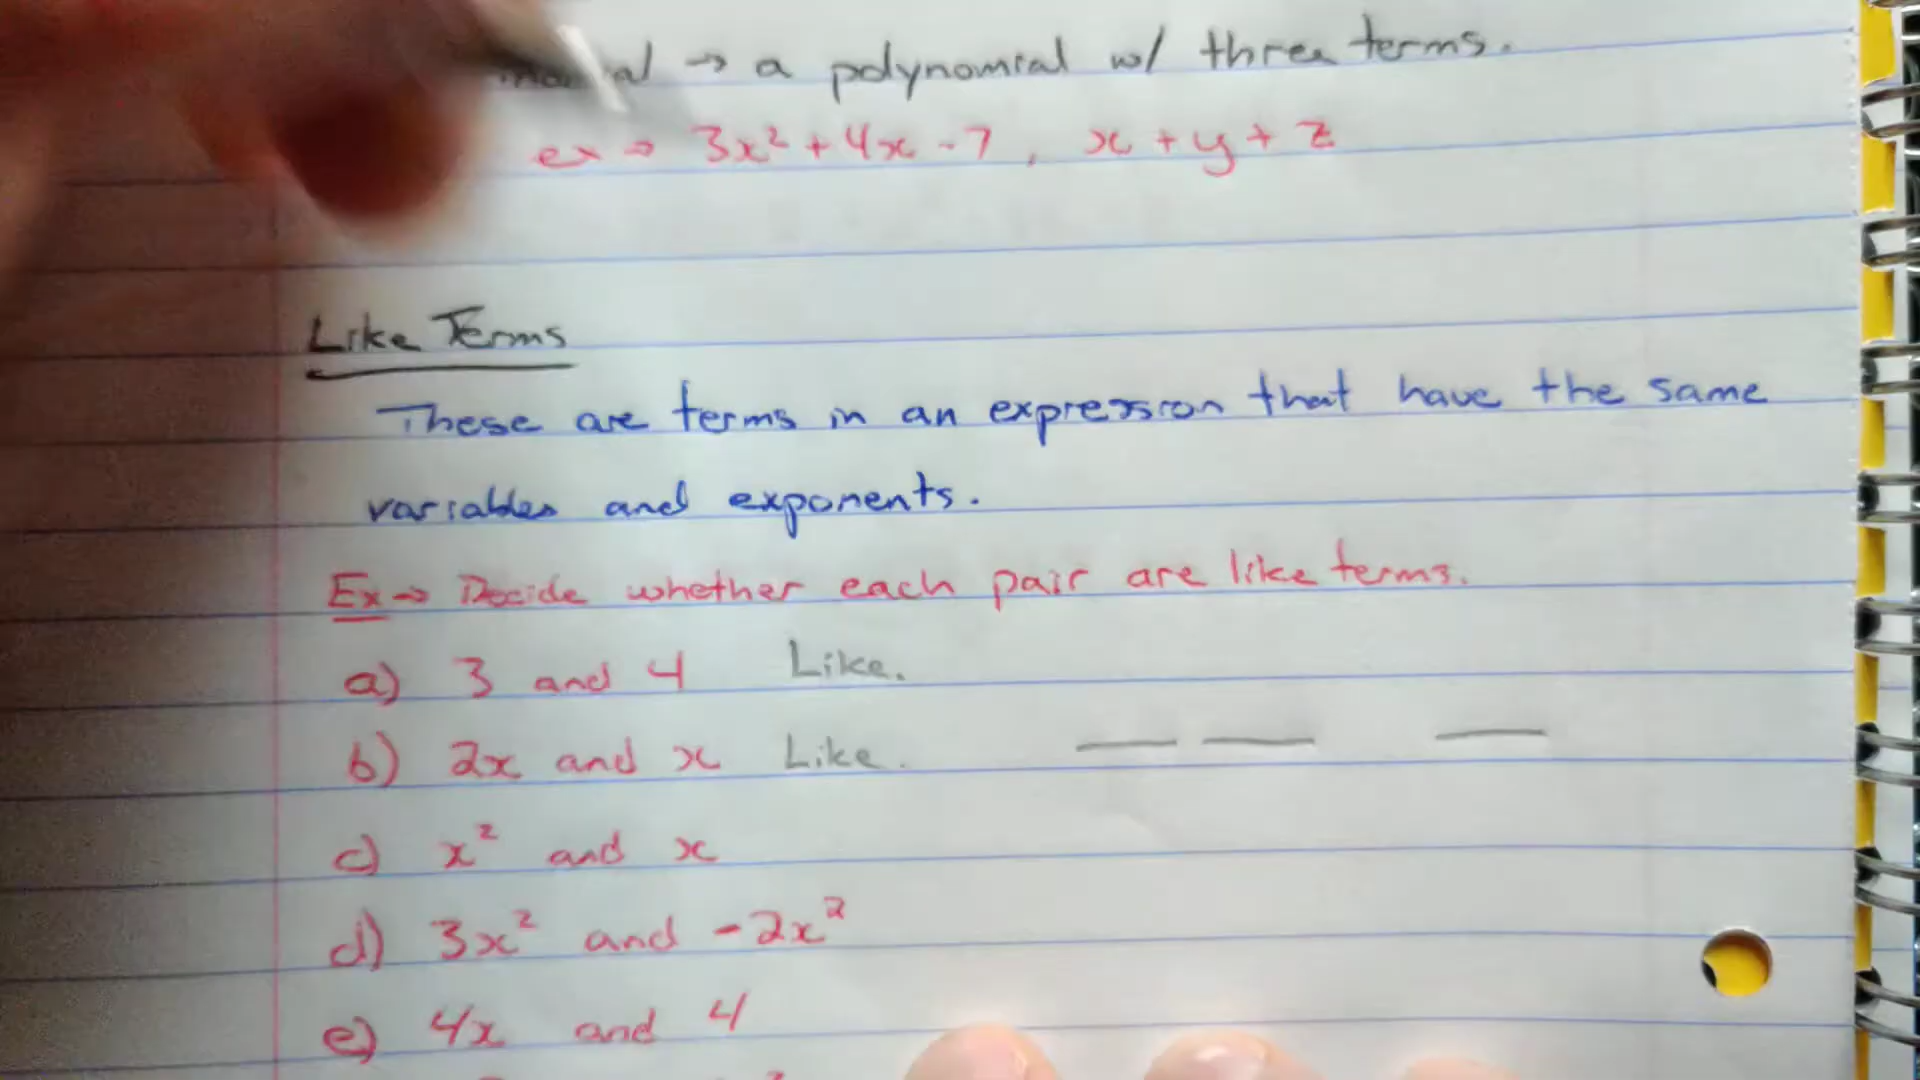 → a polynomial w/ three terms.
ex ⇒ 3x² + 4x - 7, x + y + z
Like Terms
These are terms in an expression that have the same
variables and exponents.
Ex → Decide whether each pair are like terms.
a) 3 and 4 Like.
b) 2x and x Like.
c) x² and x
d) 3x² and -2x²
e) 4x and 4